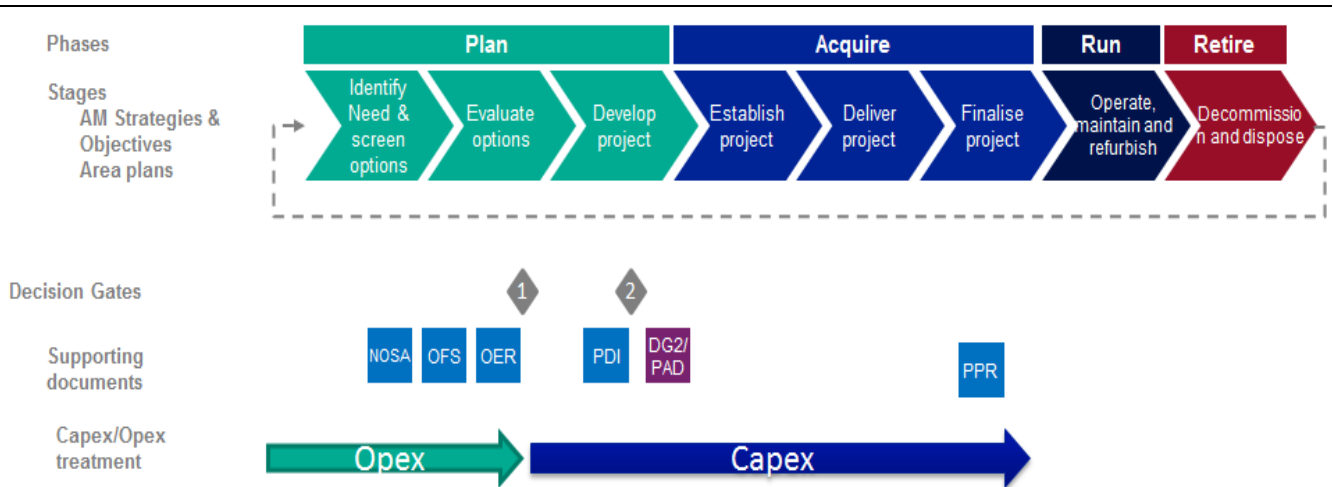 Phases
Plan
Acquire
Run
Retire
Stages
AM Strategies &
Objectives
Area plans
Identify
Need &
screen
options
Evaluate
options
Develop
project
Establish
project
Deliver
project
Finalise
project
Operate,
maintain and
refurbish
Decommissio
n and dispose
Decision Gates
1
2
Supporting
documents
NOSA
OFS
OER
PDI
DG2/
PAD
PPR
Capex/Opex
treatment
Opex
Capex